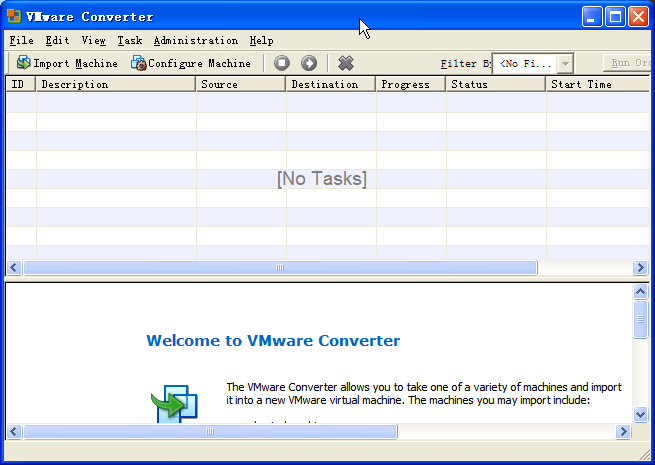 VMware Converter
File Edit View Task Administration Help
Import Machine Configure Machine Filter B <No Fi... Run Or
ID Description Source Destination Progress Status Start Time
[No Tasks]
Welcome to VMware Converter
The VMware Converter allows you to take one of a variety of machines and import
it into a new VMware virtual machine. The machines you may import include: